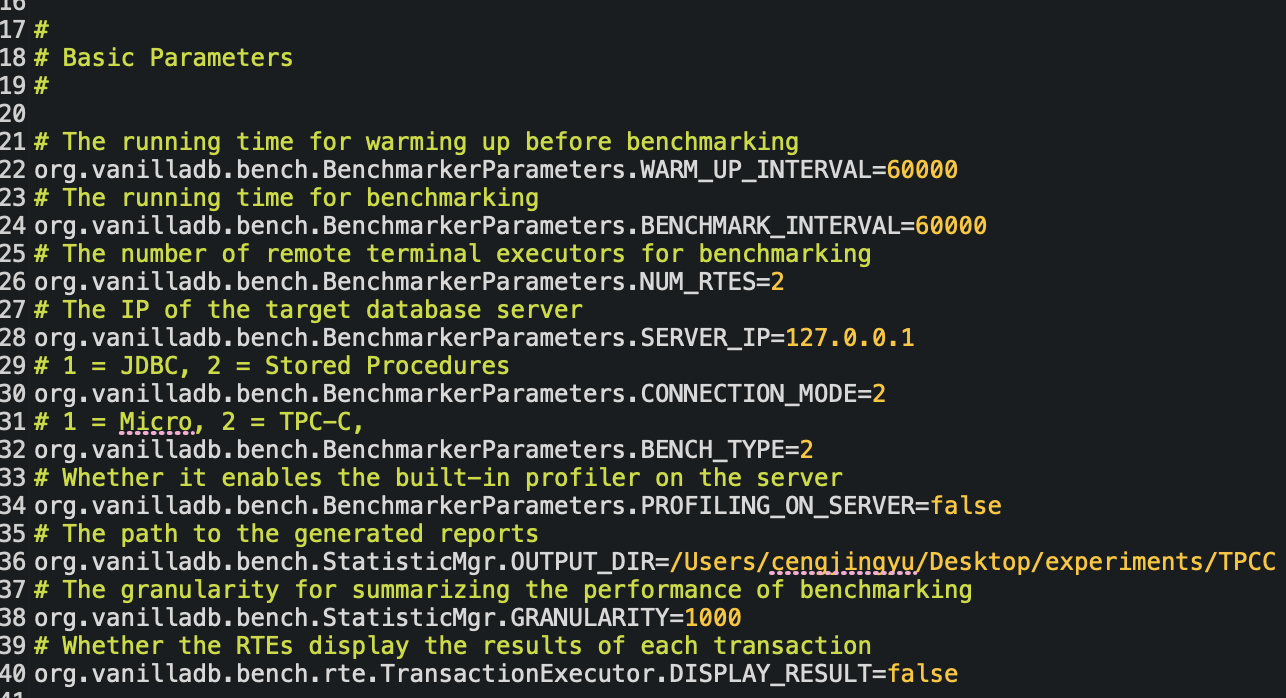 16
17 #
18 # Basic Parameters
19 #
20
21 # The running time for warming up before benchmarking
22 org.vanilladb.bench.BenchmarkerParameters.WARM_UP_INTERVAL=60000
23 # The running time for benchmarking
24 org.vanilladb.bench.BenchmarkerParameters.BENCHMARK_INTERVAL=60000
25 # The number of remote terminal executors for benchmarking
26 org.vanilladb.bench.BenchmarkerParameters.NUM_RTES=2
27 # The IP of the target database server
28 org.vanilladb.bench.BenchmarkerParameters.SERVER_IP=127.0.0.1
29 # 1 = JDBC, 2 = Stored Procedures
30 org.vanilladb.bench.BenchmarkerParameters.CONNECTION_MODE=2
31 # 1 = Micro, 2 = TPC-C,
32 org.vanilladb.bench.BenchmarkerParameters.BENCH_TYPE=2
33 # Whether it enables the built-in profiler on the server
34 org.vanilladb.bench.BenchmarkerParameters.PROFILING_ON_SERVER=false
35 # The path to the generated reports
36 org.vanilladb.bench.StatisticMgr.OUTPUT_DIR=/Users/cengjingyu/Desktop/experiments/TPCC
37 # The granularity for summarizing the performance of benchmarking
38 org.vanilladb.bench.StatisticMgr.GRANULARITY=1000
39 # Whether the RTEs display the results of each transaction
40 org.vanilladb.bench.rte.TransactionExecutor.DISPLAY_RESULT=false
41